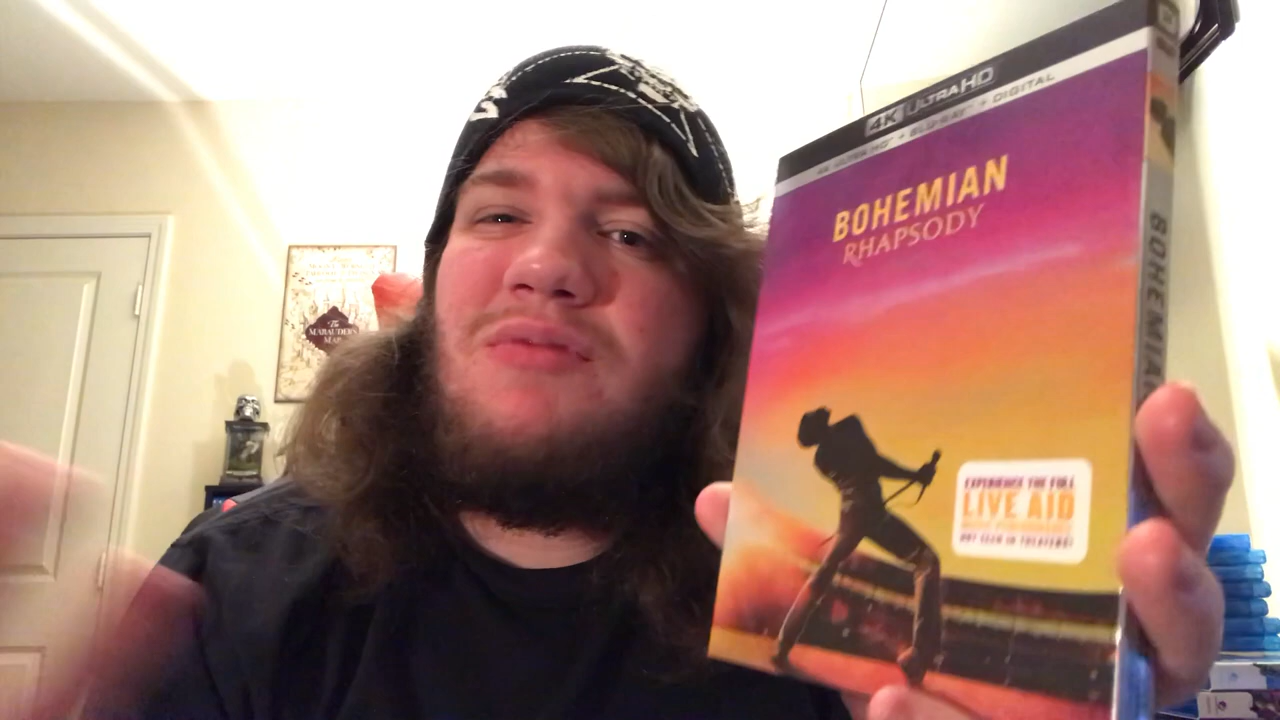 4K ULTRA HD
4K ULTRA HD + BLU-RAY + DIGITAL
BOHEMIAN
RHAPSODY
EXPERIENCE THE FULL
LIVE AID
NOT SEEN IN THEATERS!
BOHEMIAN
The
MARAUDER'S
MAP